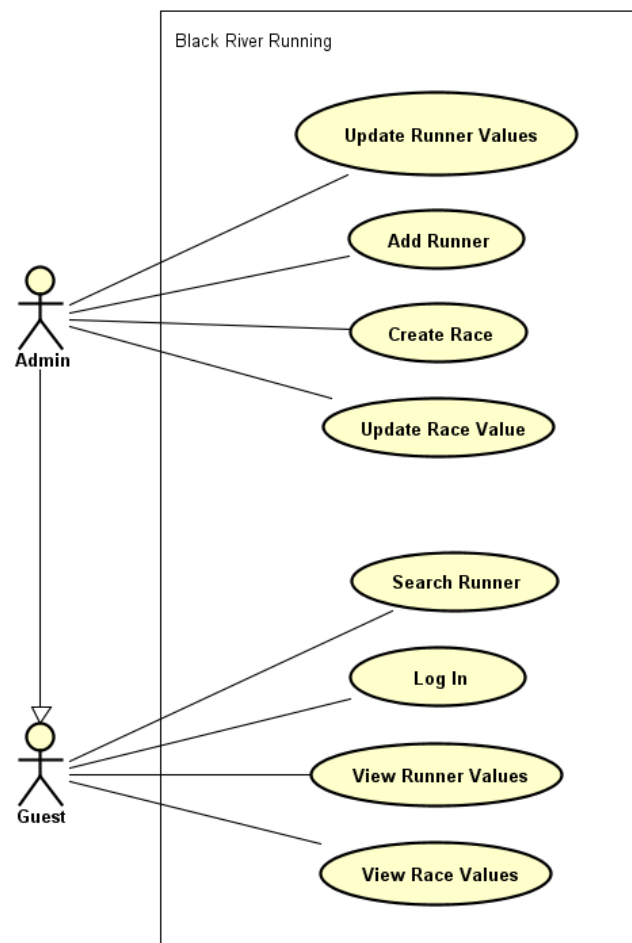 Black River Running
Update Runner Values
Add Runner
Create Race
Admin
Update Race Value
Search Runner
Log In
View Runner Values
Guest
View Race Values